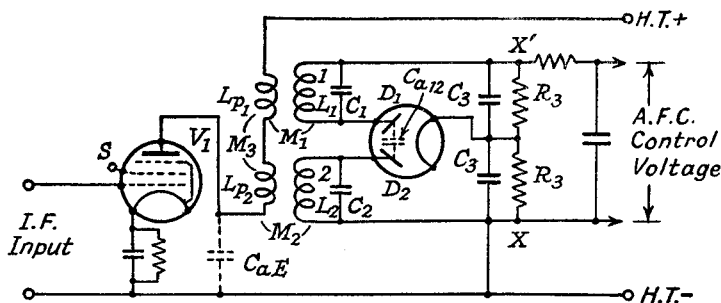 H.T.+
X'
L_P1
1
L_1
C_1
D_1
C_a12
C_3
R_3
V_1
M_3
M_1
S
A.F.C.
Control
Voltage
L_P2
2
L_2
C_2
D_2
C_3
R_3
I.F.
Input
M_2
X
C_aE
H.T.-